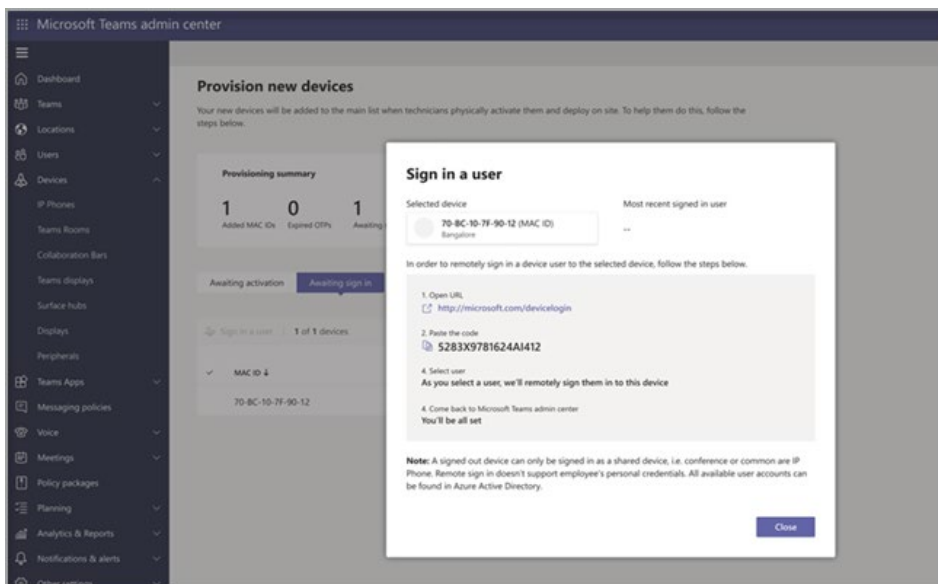 Microsoft Teams admin center
Dashboard
Teams
Locations
Users
Devices
IP Phones
Teams Rooms
Collaboration Bars
Teams displays
Surface hubs
Displays
Peripherals
Teams Apps
Messaging policies
Voice
Meetings
Policy packages
Planning
Analytics & Reports
Notifications & alerts
Other settings
Provision new devices
Your new devices will be added to the main list when technicians physically activate them and deploy on site. To help them do this, follow the
steps below.
Provisioning summary
1 0 1
Added MAC IDs Expired OTPs Awaiting
Awaiting activation Awaiting sign in
Sign in a user 1 of 1 devices
MAC ID ↓
70-BC-10-7F-90-12
Sign in a user
Selected device Most recent signed in user
70-BC-10-7F-90-12 (MAC ID) --
Bangalore
In order to remotely sign in a device user to the selected device, follow the steps below.
1. Open URL
http://microsoft.com/devicelogin
2. Paste the code
5283X9781624AI412
4. Select user
As you select a user, we'll remotely sign them in to this device
4. Come back to Microsoft Teams admin center
You'll be all set
Note: A signed out device can only be signed in as a shared device, i.e. conference or common are IP
Phone. Remote sign in doesn't support employee's personal credentials. All available user accounts can
be found in Azure Active Directory.
Close